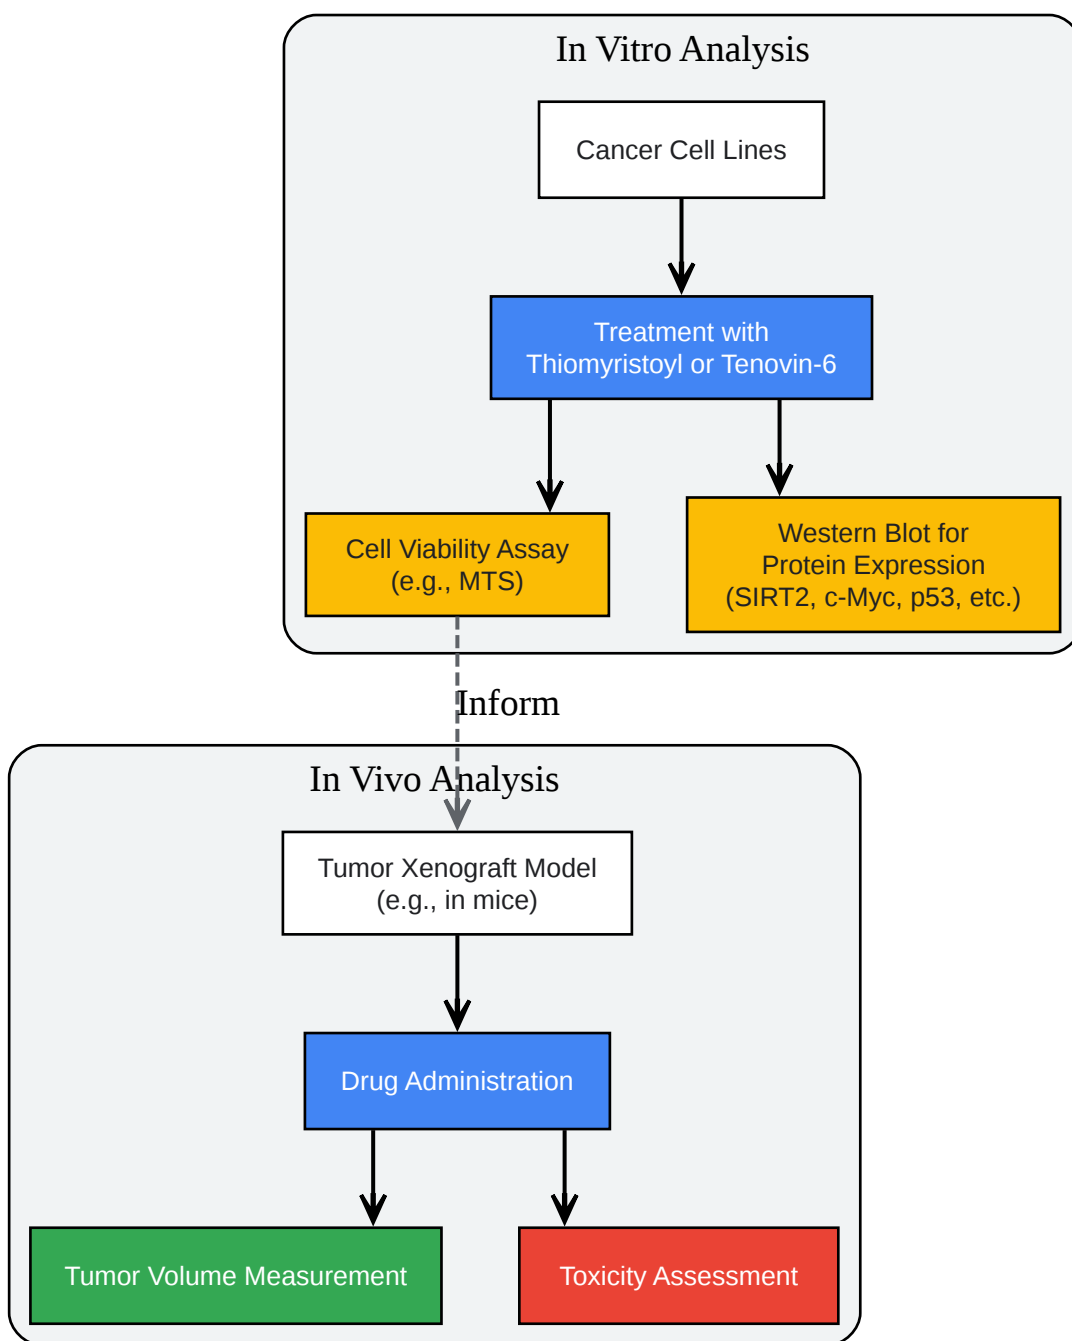 In Vitro Analysis
Cancer Cell Lines
Treatment with
Thiomyristoyl or Tenovin-6
Cell Viability Assay
(e.g., MTS)
Western Blot for
Protein Expression
(SIRT2, c-Myc, p53, etc.)
Inform
In Vivo Analysis
Tumor Xenograft Model
(e.g., in mice)
Drug Administration
Tumor Volume Measurement
Toxicity Assessment